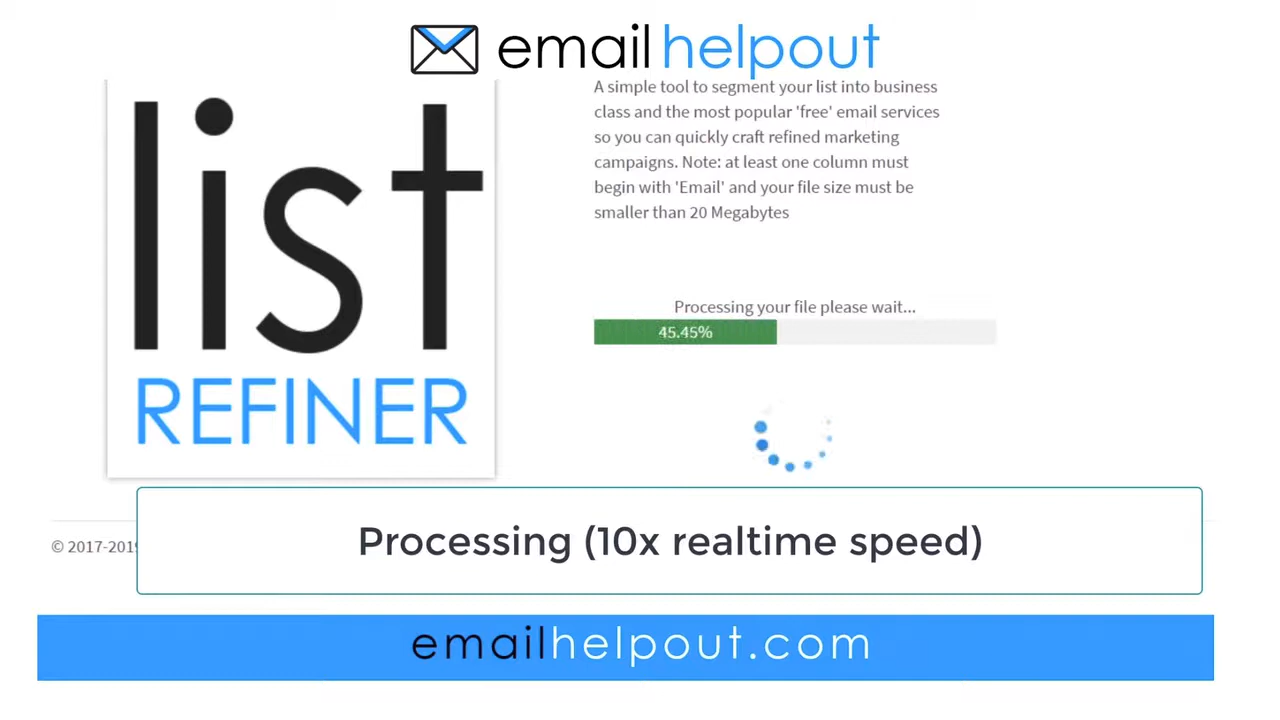 emailhelpout
list
REFINER
A simple tool to segment your list into business
class and the most popular 'free' email services
so you can quickly craft refined marketing
campaigns. Note: at least one column must
begin with 'Email' and your file size must be
smaller than 20 Megabytes
Processing your file please wait...
45.45%
© 2017-2019
Processing (10x realtime speed)
emailhelpout.com